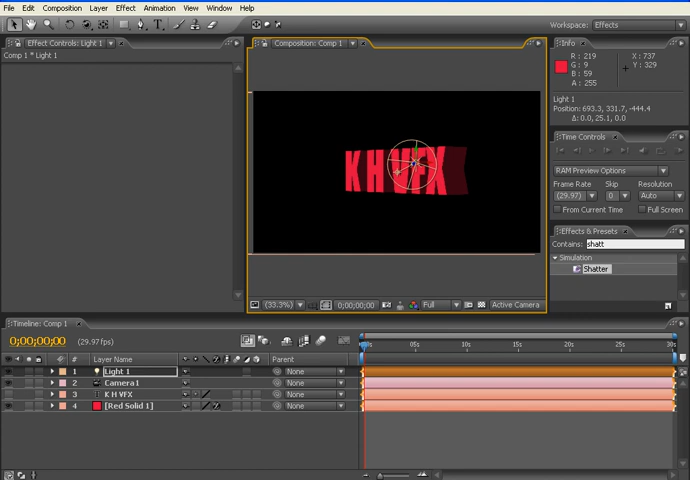 File Edit Composition Layer Effect Animation View Window Help
Workspace: Effects
Effect Controls: Light 1
Comp 1 * Light 1
Composition: Comp 1
K H VFX
(33.3%) 0;00;00;00 Full Active Camera
Info
R : 219 X : 737
G : 9 Y : 329
B : 59
A : 255
Light 1
Position: 693.3, 331.7, -444.4
Δ: 0.0, 25.1, 0.0
Time Controls
RAM Preview Options
Frame Rate Skip Resolution
(29.97) 0 Auto
From Current Time Full Screen
Effects & Presets
Contains: shatt
Simulation
Shatter
Timeline: Comp 1
0;00;00;00 (29.97 fps)
# Layer Name Parent
0s 10s 20s 30s
1 Light 1 None
2 Camera 1 None
3 K H VFX None
4 [Red Solid 1] None